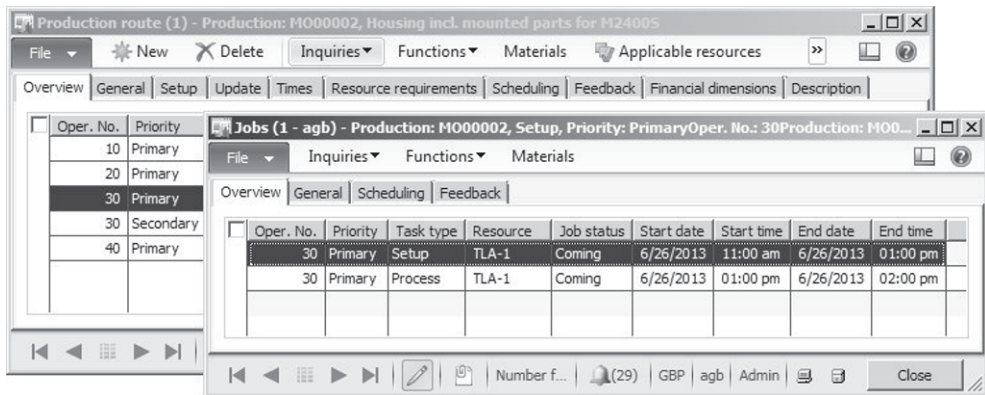 Production route (1) - Production: MO00002, Housing incl. mounted parts for M2400S
File New Delete Inquiries Functions Materials Applicable resources »
Overview General Setup Update Times Resource requirements Scheduling Feedback Financial dimensions Description
Oper. No. Priority
10 Primary
20 Primary
30 Primary
30 Secondary
40 Primary
Jobs (1 - agb) - Production: MO00002, Setup, Priority: PrimaryOper. No.: 30Production: MO0...
File Inquiries Functions Materials
Overview General Scheduling Feedback
Oper. No. Priority Task type Resource Job status Start date Start time End date End time
30 Primary Setup TLA-1 Coming 6/26/2013 11:00 am 6/26/2013 01:00 pm
30 Primary Process TLA-1 Coming 6/26/2013 01:00 pm 6/26/2013 02:00 pm
Number f... (29) GBP agb Admin Close